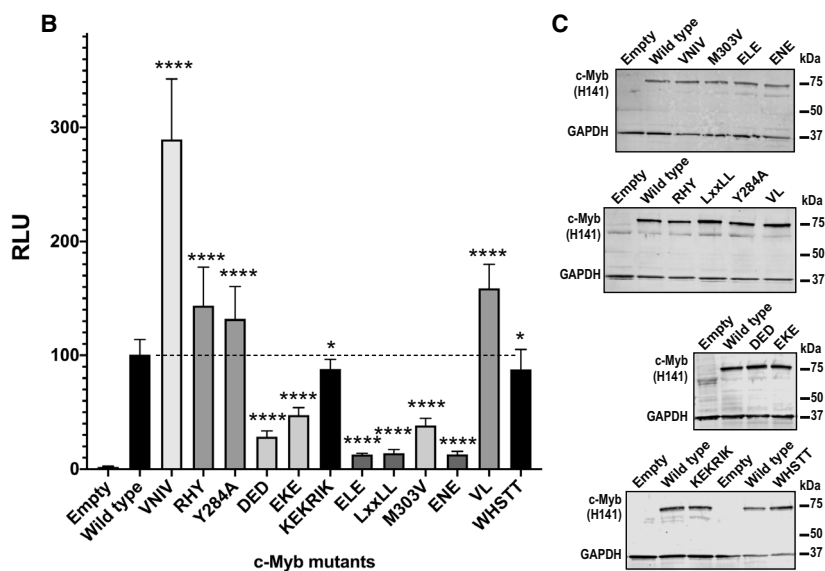 B
RLU
300
200
100
0
****
****
****
****
****
*
****
****
****
****
****
*
Empty
Wild type
VNIV
RHY
Y284A
DED
EKE
KEKRIK
ELE
LxxLL
M303V
ENE
VL
WHSTT
c-Myb mutants
C
Empty Wild type VNIV M303V ELE ENE
kDa
c-Myb
(H141)
75
50
GAPDH
37
Empty Wild type RHY LxxLL Y284A VL
kDa
c-Myb
(H141)
75
50
GAPDH
37
Empty Wild type DED EKE
kDa
c-Myb
(H141)
75
50
GAPDH
37
Empty Wild type KEKRIK Empty Wild type WHSTT
kDa
c-Myb
(H141)
75
50
GAPDH
37